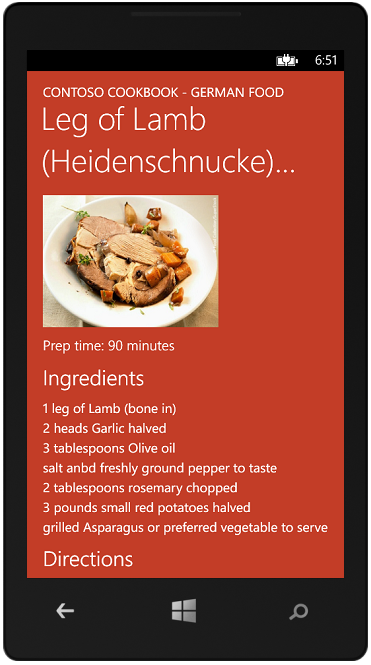 6:51
CONTOSO COOKBOOK - GERMAN FOOD
Leg of Lamb
(Heidenschnucke)...
Prep time: 90 minutes
Ingredients
1 leg of Lamb (bone in)
2 heads Garlic halved
3 tablespoons Olive oil
salt anbd freshly ground pepper to taste
2 tablespoons rosemary chopped
3 pounds small red potatoes halved
grilled Asparagus or preferred vegetable to serve
Directions